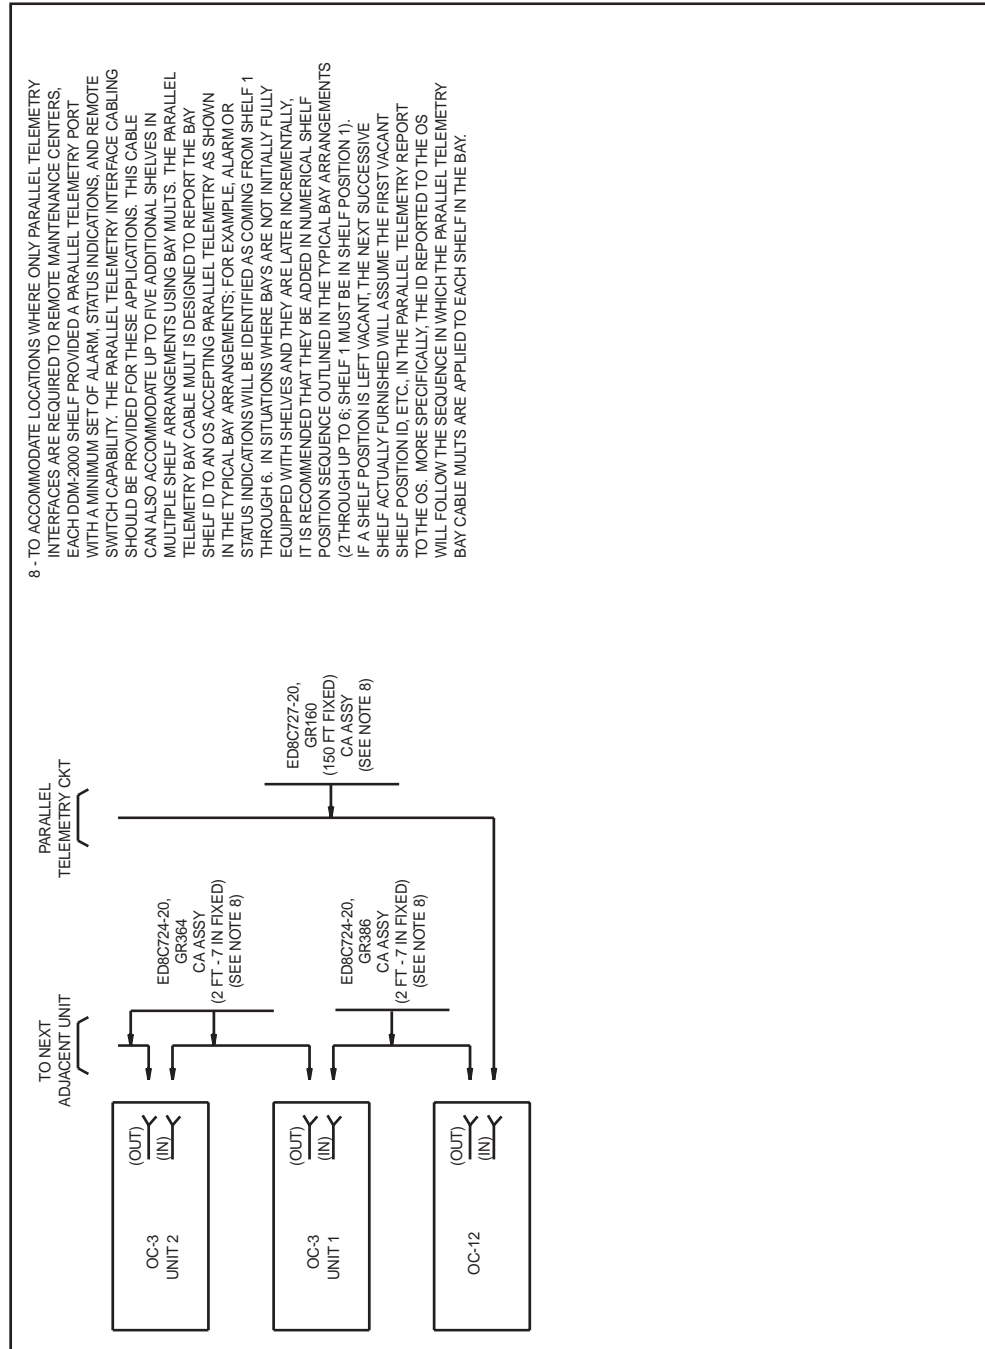 8 - TO ACCOMMODATE LOCATIONS WHERE ONLY PARALLEL TELEMETRY
INTERFACES ARE REQUIRED TO REMOTE MAINTENANCE CENTERS,
EACH DDM-2000 SHELF PROVIDED A PARALLEL TELEMETRY PORT
WITH A MINIMUM SET OF ALARM, STATUS INDICATIONS, AND REMOTE
SWITCH CAPABILITY. THE PARALLEL TELEMETRY INTERFACE CABLING
SHOULD BE PROVIDED FOR THESE APPLICATIONS. THIS CABLE
CAN ALSO ACCOMMODATE UP TO FIVE ADDITIONAL SHELVES IN
MULTIPLE SHELF ARRANGEMENTS USING BAY MULTS. THE PARALLEL
TELEMETRY BAY CABLE MULT IS DESIGNED TO REPORT THE BAY
SHELF ID TO AN OS ACCEPTING PARALLEL TELEMETRY AS SHOWN
IN THE TYPICAL BAY ARRANGEMENTS; FOR EXAMPLE, ALARM OR
STATUS INDICATIONS WILL BE IDENTIFIED AS COMING FROM SHELF 1
THROUGH 6. IN SITUATIONS WHERE BAYS ARE NOT INITIALLY FULLY
EQUIPPED WITH SHELVES AND THEY ARE LATER INCREMENTALLY,
IT IS RECOMMENDED THAT THEY BE ADDED IN NUMERICAL SHELF
POSITION SEQUENCE OUTLINED IN THE TYPICAL BAY ARRANGEMENTS
(2 THROUGH UP TO 6; SHELF 1 MUST BE IN SHELF POSITION 1).
IF A SHELF POSITION IS LEFT VACANT, THE NEXT SUCCESSIVE
SHELF ACTUALLY FURNISHED WILL ASSUME THE FIRST VACANT
SHELF POSITION ID, ETC., IN THE PARALLEL TELEMETRY REPORT
TO THE OS. MORE SPECIFICALLY, THE ID REPORTED TO THE OS
WILL FOLLOW THE SEQUENCE IN WHICH THE PARALLEL TELEMETRY
BAY CABLE MULTS ARE APPLIED TO EACH SHELF IN THE BAY.
PARALLEL
TELEMETRY CKT
ED8C727-20,
GR160
(150 FT FIXED)
CA ASSY
(SEE NOTE 8)
TO NEXT
ADJACENT UNIT
ED8C724-20,
GR364
CA ASSY
(2 FT - 7 IN FIXED)
(SEE NOTE 8)
ED8C724-20,
GR386
CA ASSY
(2 FT - 7 IN FIXED)
(SEE NOTE 8)
(OUT)
(IN)
OC-3
UNIT 2
(OUT)
(IN)
OC-3
UNIT 1
(OUT)
(IN)
OC-12